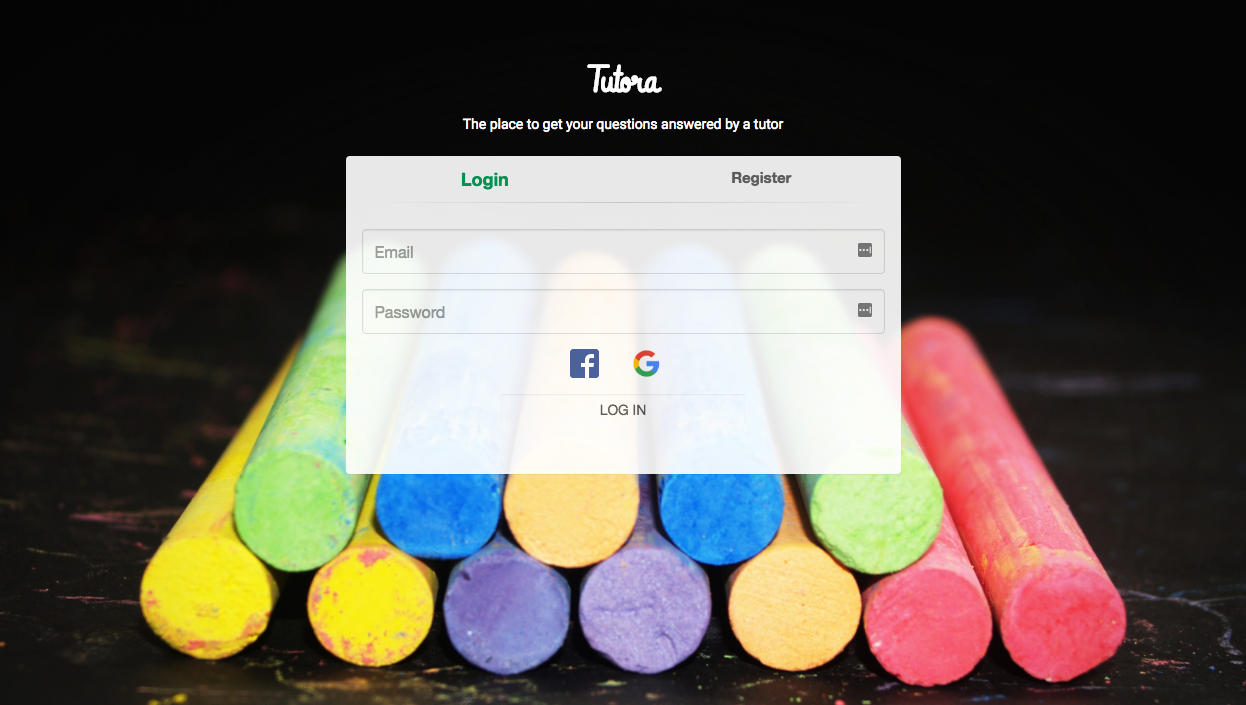 Tutora
The place to get your questions answered by a tutor
Login Register
Email
Password
LOG IN